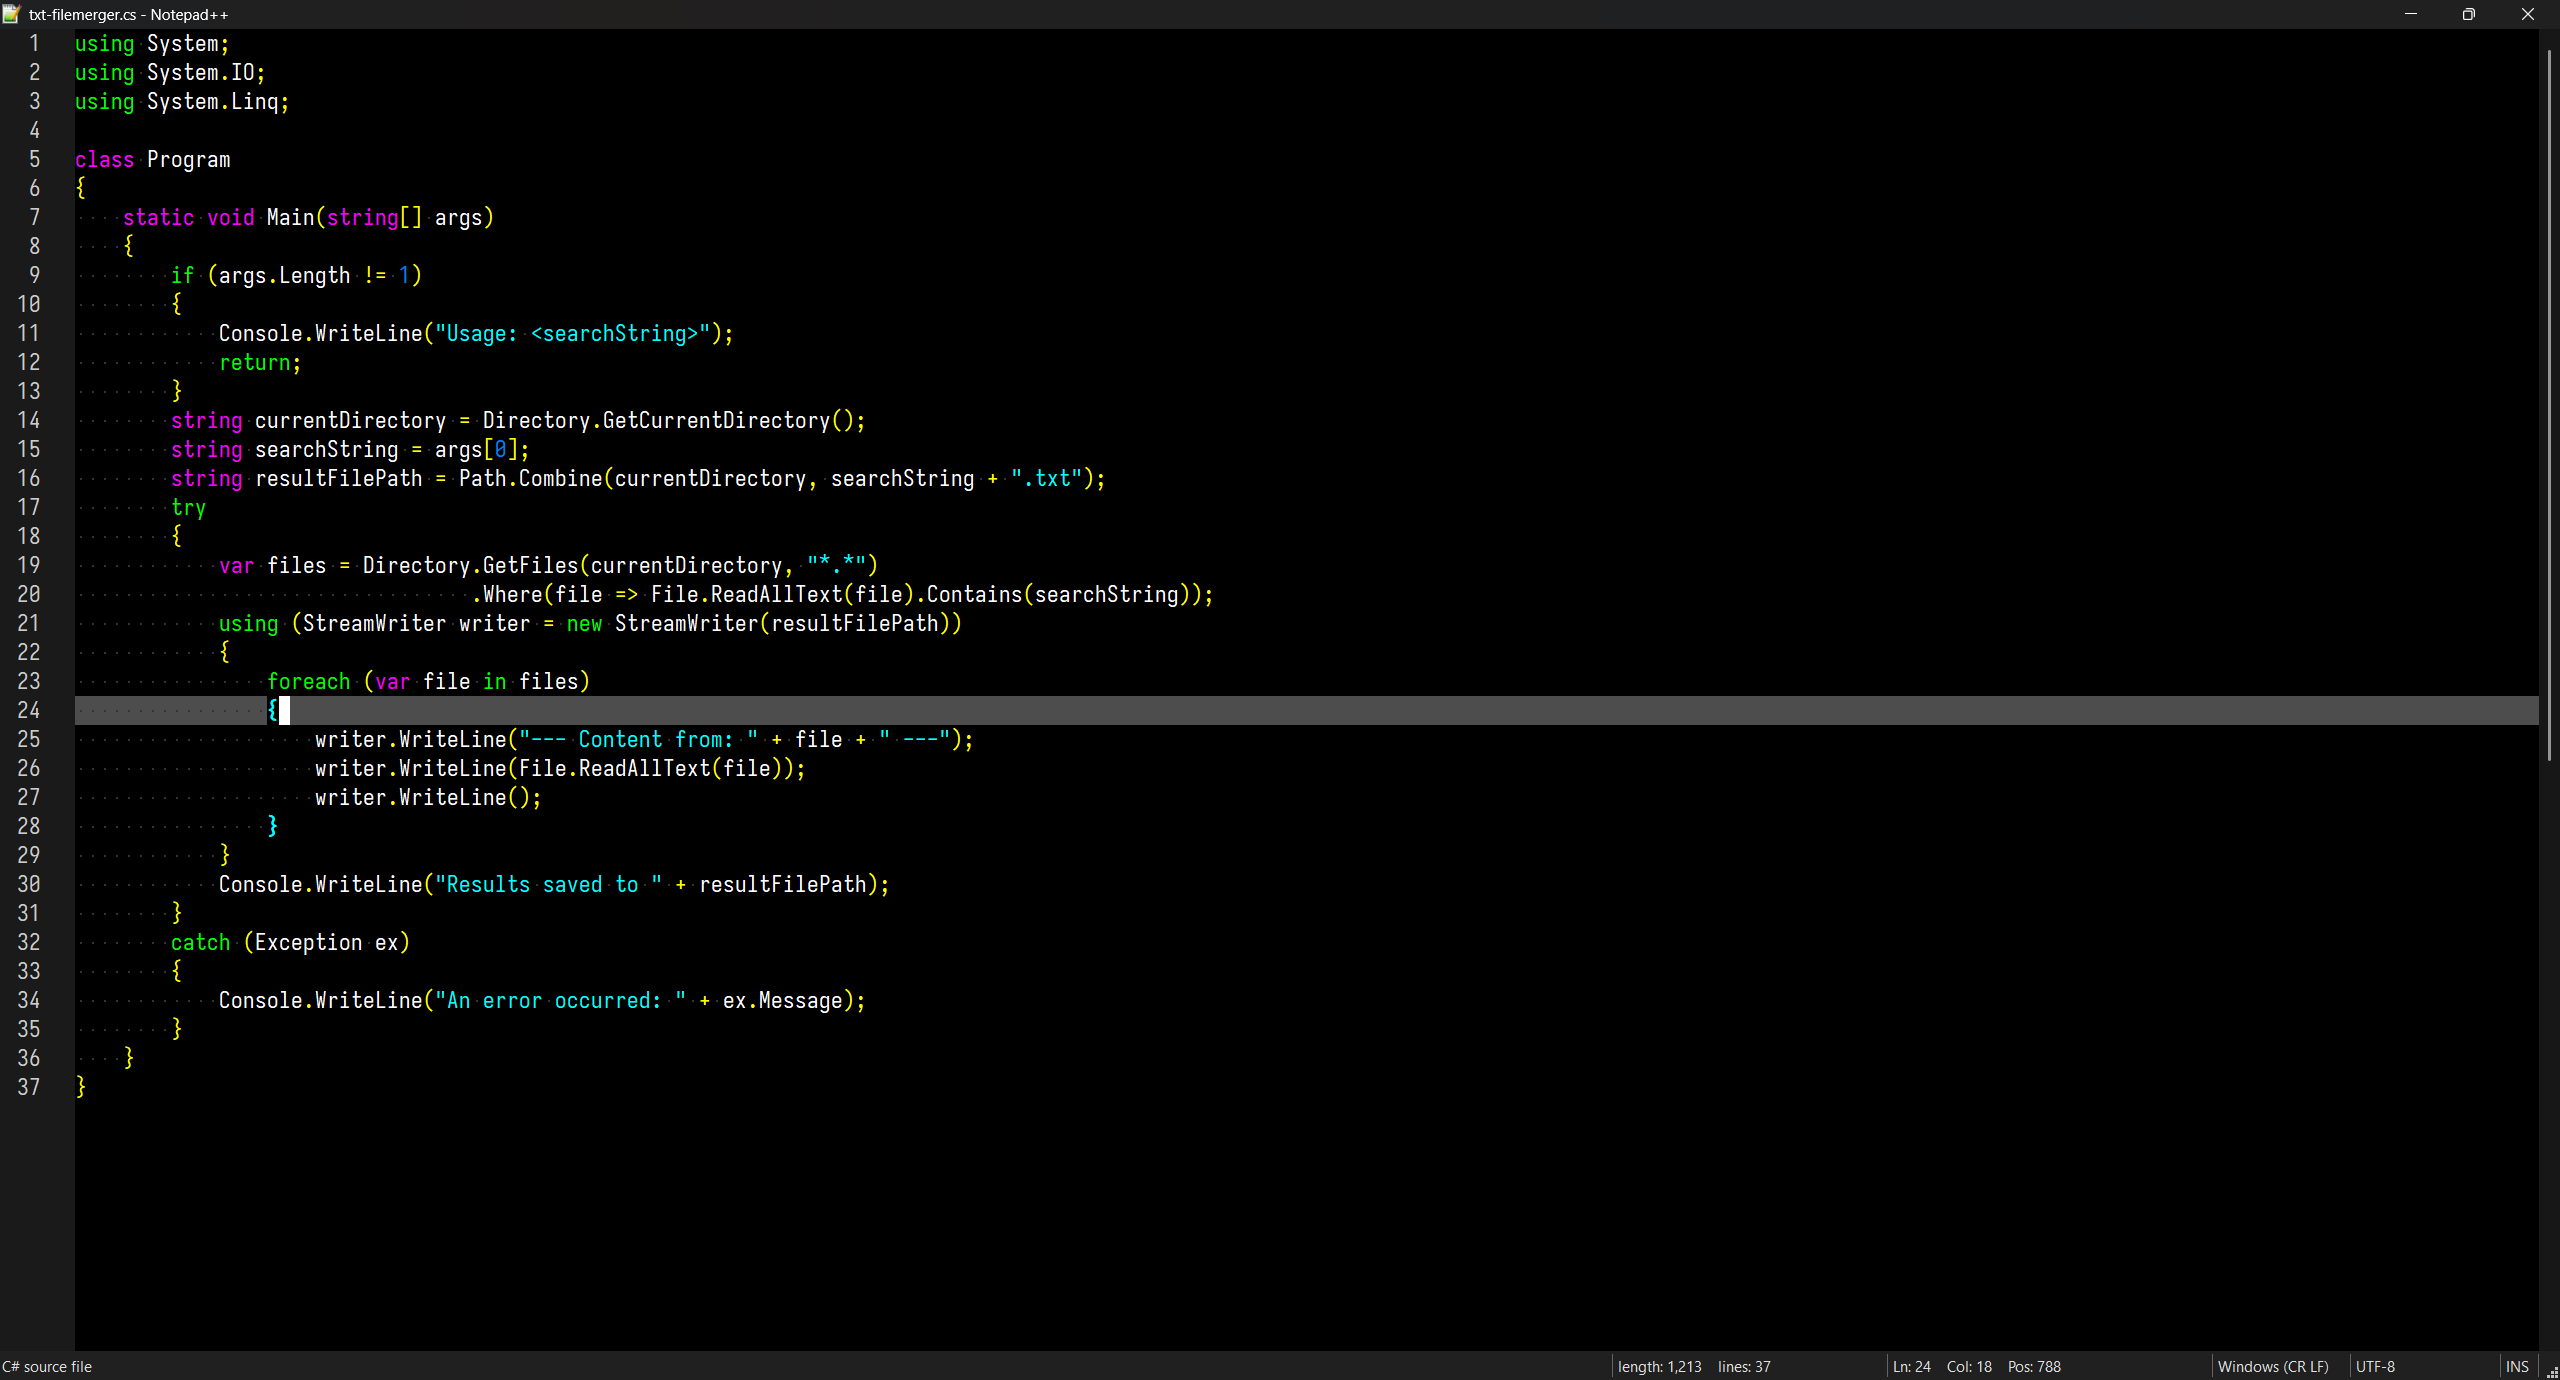 txt-filemerger.cs - Notepad++
1 using System;
2 using System.IO;
3 using System.Linq;
4
5 class Program
6 {
7     static void Main(string[] args)
8     {
9         if (args.Length != 1)
10         {
11             Console.WriteLine("Usage: <searchString>");
12             return;
13         }
14         string currentDirectory = Directory.GetCurrentDirectory();
15         string searchString = args[0];
16         string resultFilePath = Path.Combine(currentDirectory, searchString + ".txt");
17         try
18         {
19             var files = Directory.GetFiles(currentDirectory, "*.*")
20                                  .Where(file => File.ReadAllText(file).Contains(searchString));
21             using (StreamWriter writer = new StreamWriter(resultFilePath))
22             {
23                 foreach (var file in files)
24                 {
25                     writer.WriteLine("--- Content from: " + file + " ---");
26                     writer.WriteLine(File.ReadAllText(file));
27                     writer.WriteLine();
28                 }
29             }
30             Console.WriteLine("Results saved to " + resultFilePath);
31         }
32         catch (Exception ex)
33         {
34             Console.WriteLine("An error occurred: " + ex.Message);
35         }
36     }
37 }
C# source file length: 1,213 lines: 37 Ln: 24 Col: 18 Pos: 788 Windows (CR LF) UTF-8 INS